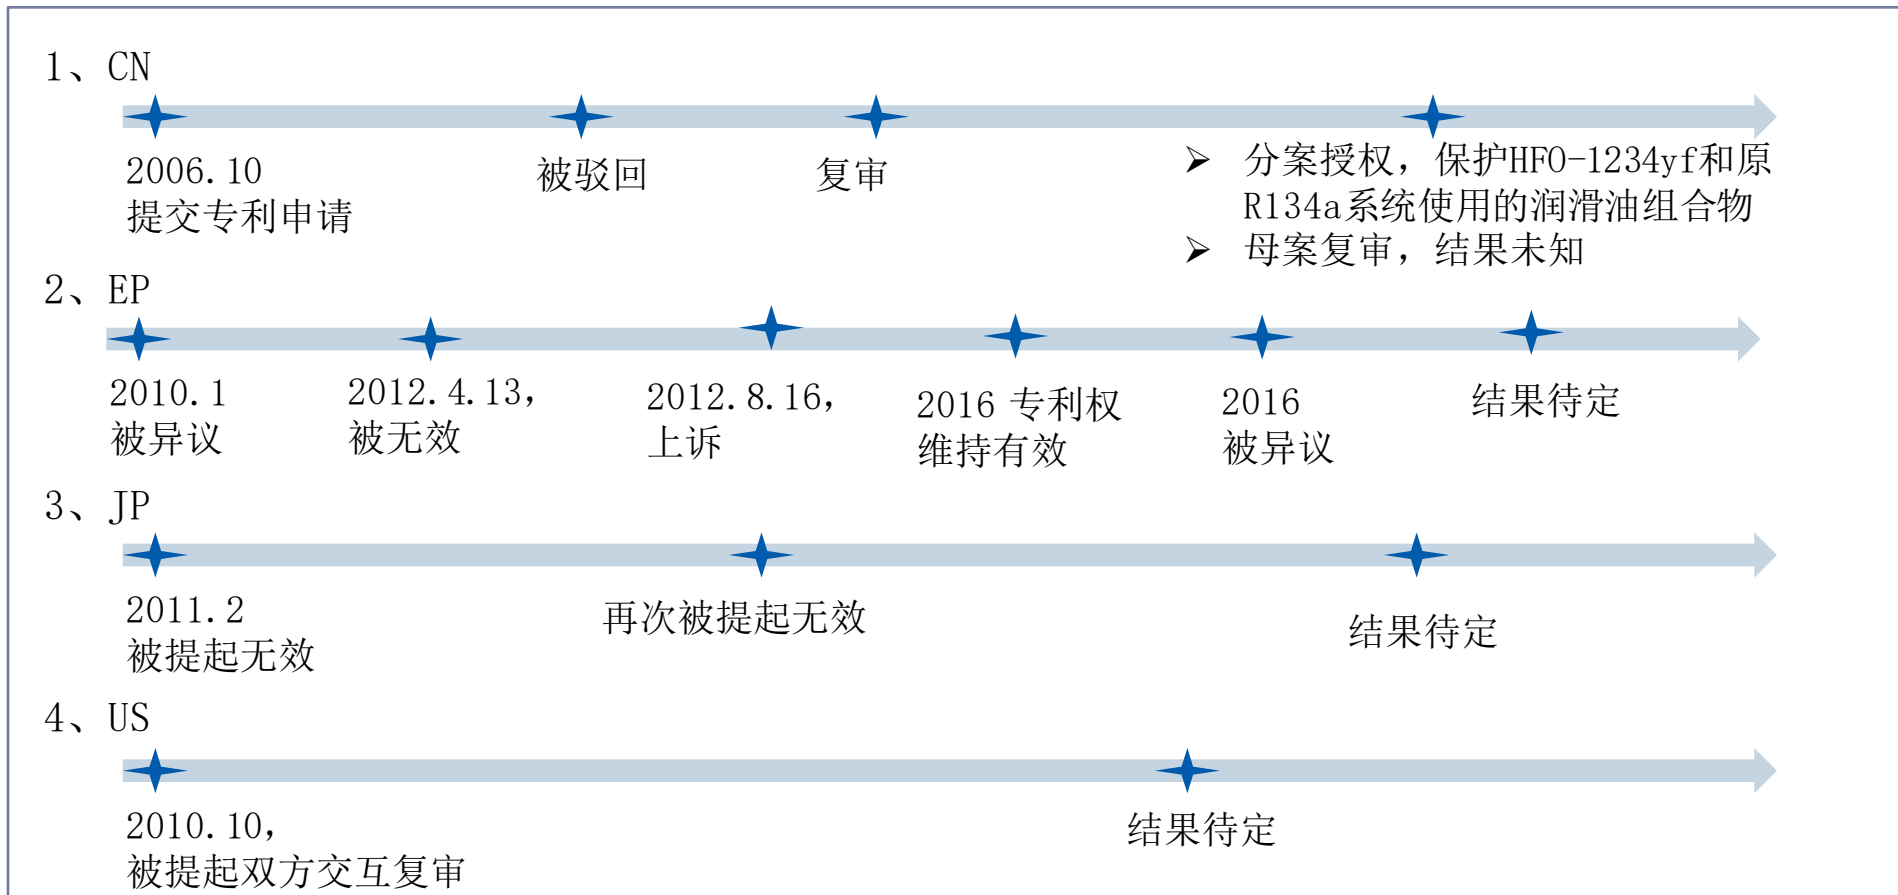 1、CN
2006.10
提交专利申请
被驳回
复审
➢ 分案授权，保护HFO-1234yf和原
R134a系统使用的润滑油组合物
➢ 母案复审，结果未知
2、EP
2010.1
被异议
2012.4.13，
被无效
2012.8.16，
上诉
2016 专利权
维持有效
2016
被异议
结果待定
3、JP
2011.2
被提起无效
再次被提起无效
结果待定
4、US
2010.10，
被提起双方交互复审
结果待定